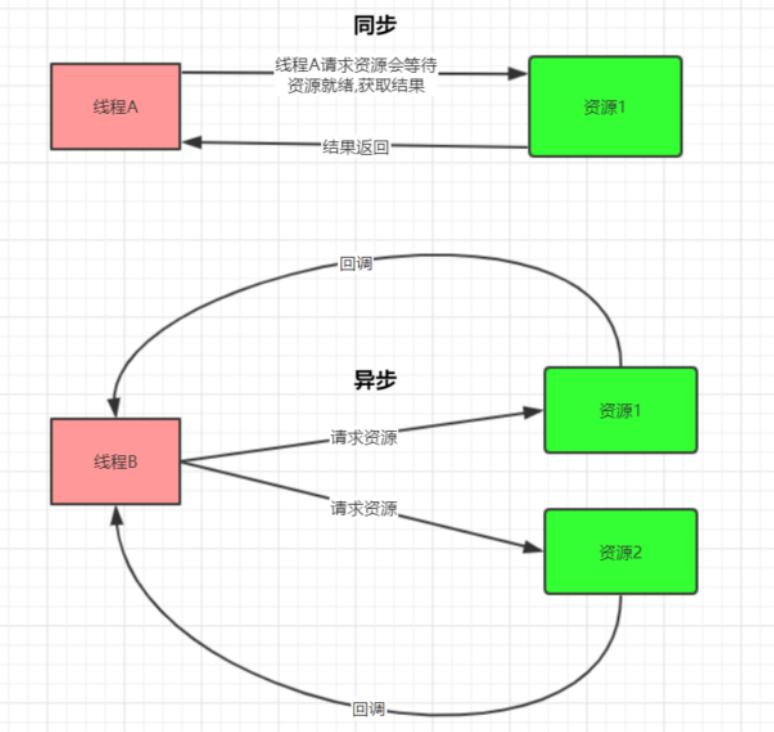 同步
线程A请求资源会等待
资源就绪,获取结果
线程A
资源1
结果返回
回调
异步
资源1
请求资源
线程B
请求资源
资源2
回调